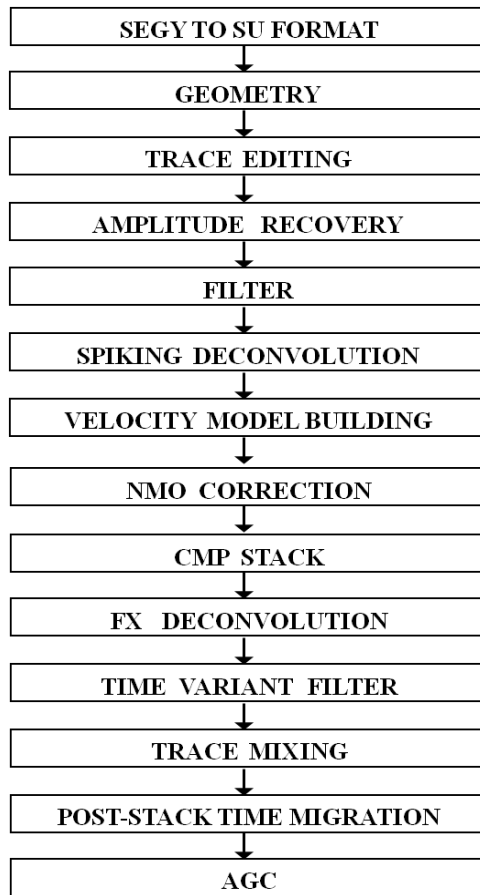 SEGY TO SU FORMAT
GEOMETRY
TRACE EDITING
AMPLITUDE RECOVERY
FILTER
SPIKING DECONVOLUTION
VELOCITY MODEL BUILDING
NMO CORRECTION
CMP STACK
FX DECONVOLUTION
TIME VARIANT FILTER
TRACE MIXING
POST-STACK TIME MIGRATION
AGC